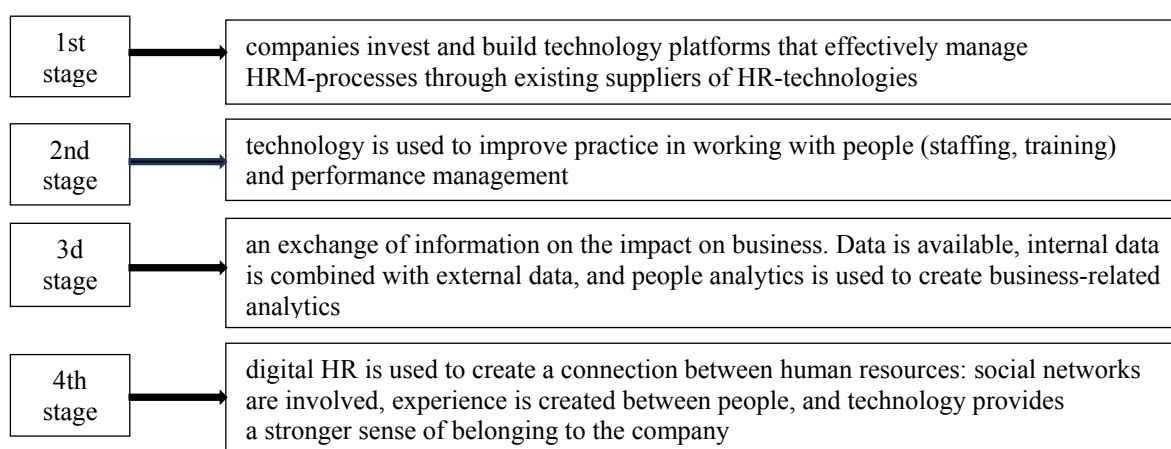 1st
stage
companies invest and build technology platforms that effectively manage
HRM-processes through existing suppliers of HR-technologies
2nd
stage
technology is used to improve practice in working with people (staffing, training)
and performance management
3d
stage
an exchange of information on the impact on business. Data is available, internal data
is combined with external data, and people analytics is used to create business-related
analytics
4th
stage
digital HR is used to create a connection between human resources: social networks
are involved, experience is created between people, and technology provides
a stronger sense of belonging to the company